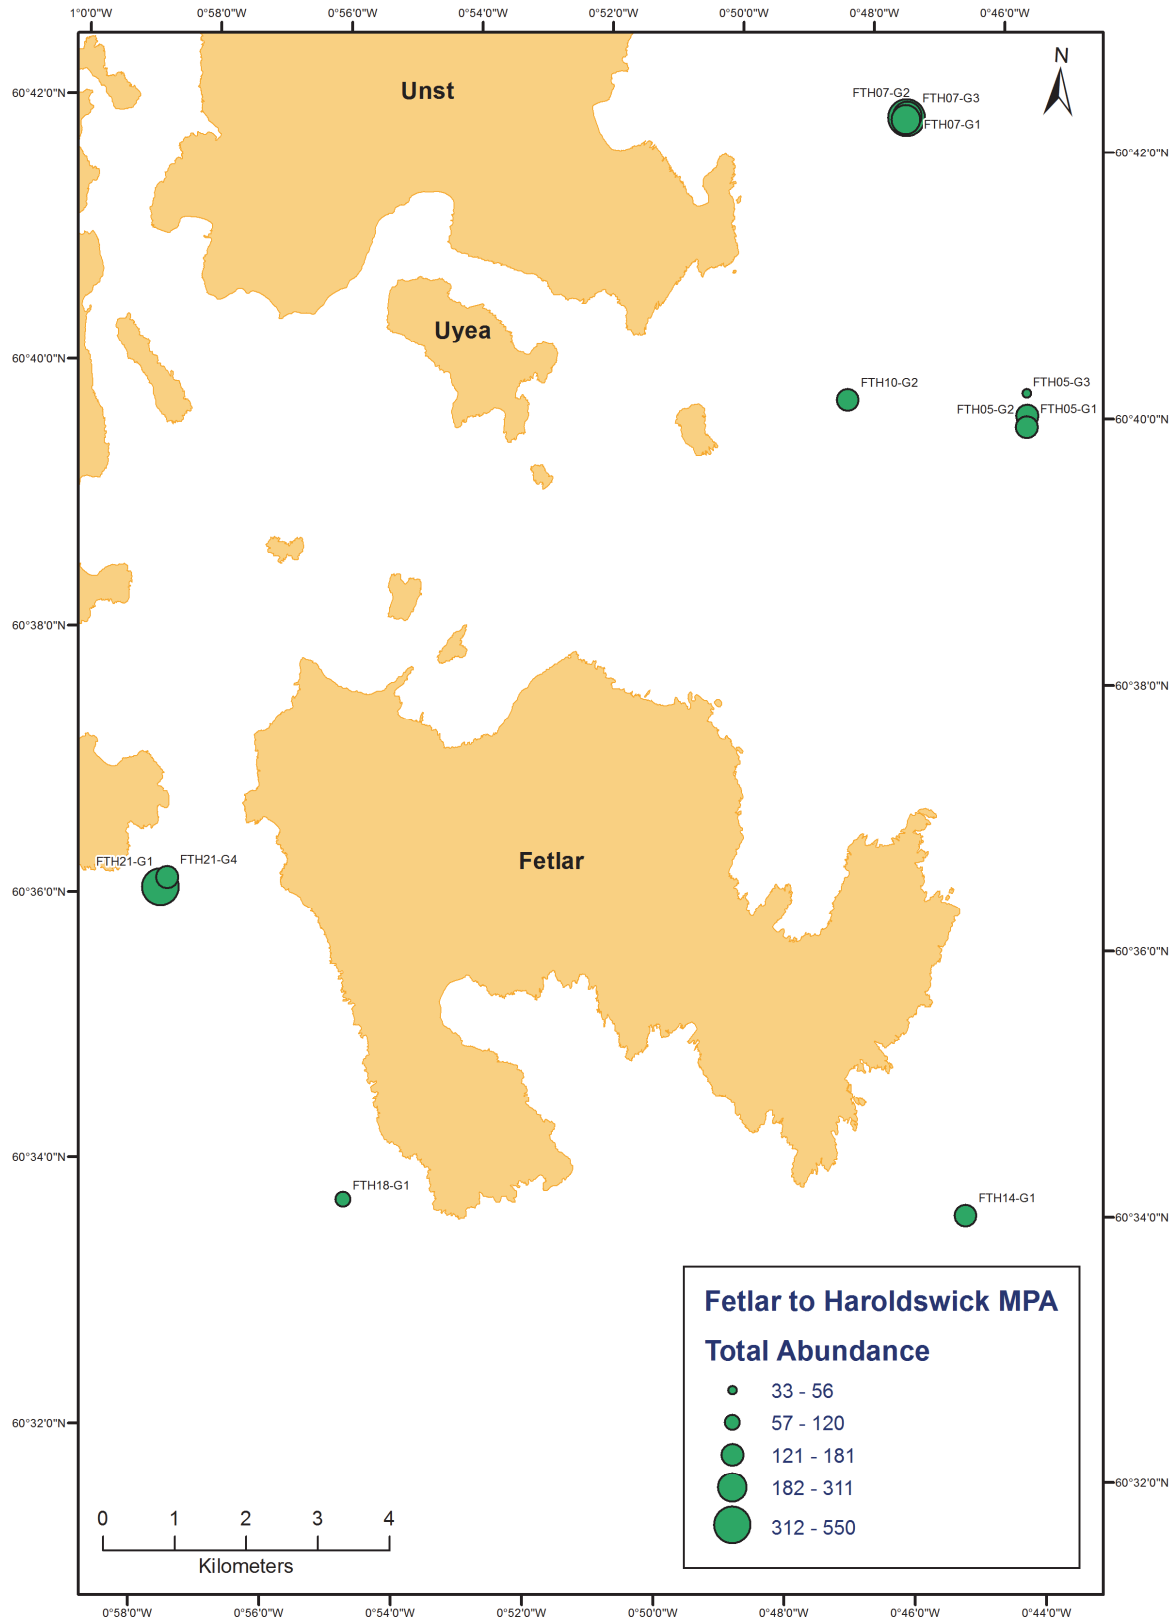 1°0'0"W 0°58'0"W 0°56'0"W 0°54'0"W 0°52'0"W 0°50'0"W 0°48'0"W 0°46'0"W
N
Unst
60°42'0"N
FTH07-G2
FTH07-G3
FTH07-G1
60°42'0"N
Uyea
60°40'0"N
FTH10-G2
FTH05-G3
FTH05-G2
FTH05-G1
60°40'0"N
60°38'0"N
60°38'0"N
FTH21-G1
FTH21-G4
Fetlar
60°36'0"N
60°36'0"N
60°34'0"N
FTH18-G1
FTH14-G1
60°34'0"N
Fetlar to Haroldswick MPA
Total Abundance
33 - 56
57 - 120
121 - 181
182 - 311
312 - 550
60°32'0"N
60°32'0"N
0 1 2 3 4
Kilometers
0°58'0"W 0°56'0"W 0°54'0"W 0°52'0"W 0°50'0"W 0°48'0"W 0°46'0"W 0°44'0"W